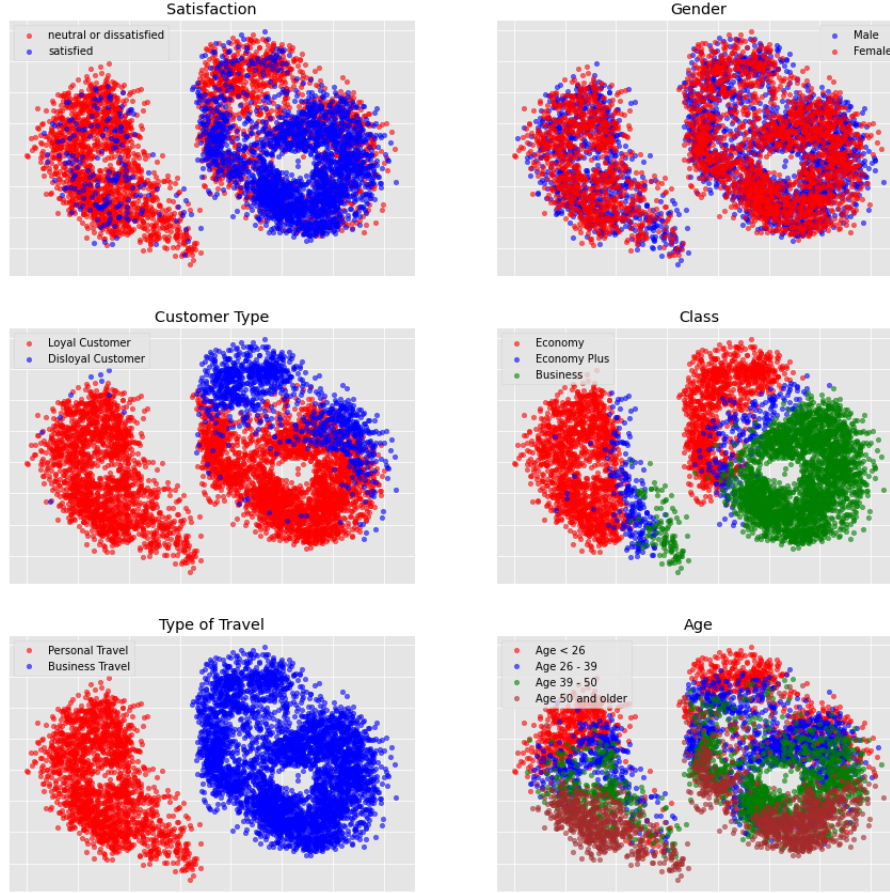 Satisfaction
neutral or dissatisfied
satisfied
Gender
Male
Female
Customer Type
Loyal Customer
Disloyal Customer
Class
Economy
Economy Plus
Business
Type of Travel
Personal Travel
Business Travel
Age
Age < 26
Age 26 - 39
Age 39 - 50
Age 50 and older